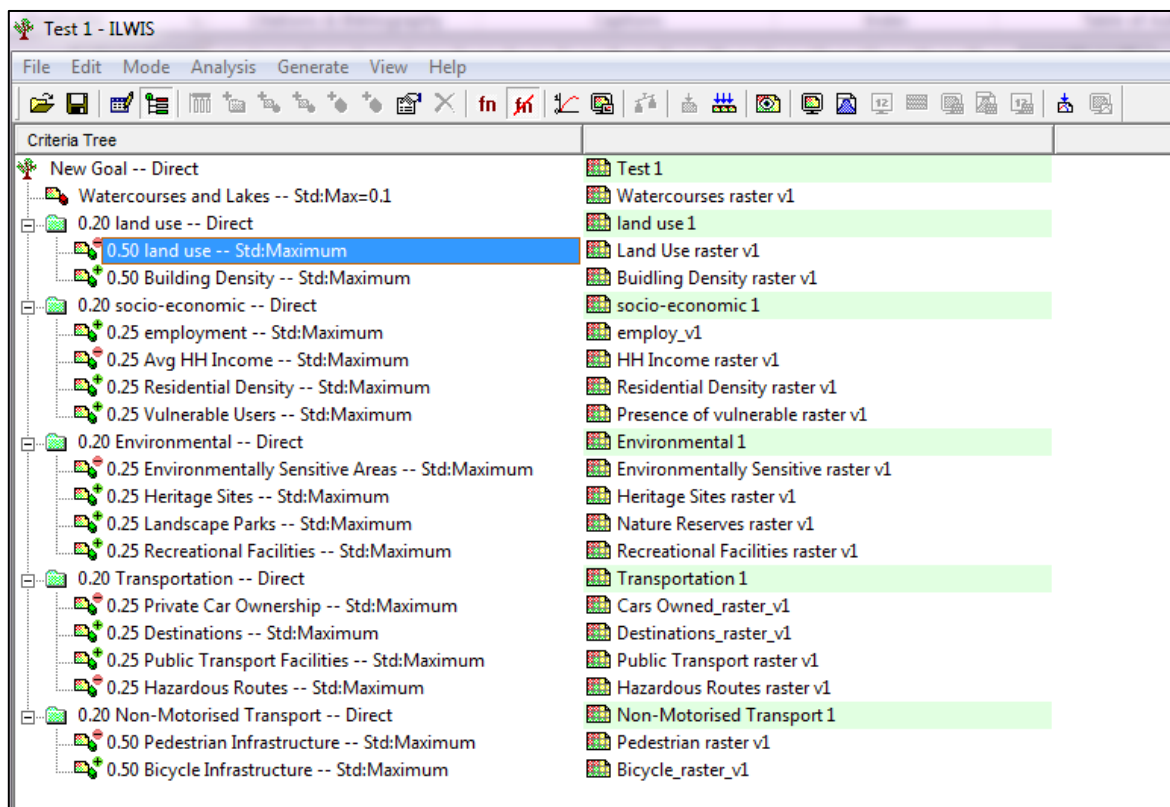 Citations & Bibliography Captions Index
Test 1 - ILWIS
File Edit Mode Analysis Generate View Help
fn fn
12 12
Criteria Tree
New Goal -- Direct Test 1
Watercourses and Lakes -- Std:Max=0.1 Watercourses raster v1
0.20 land use -- Direct land use 1
0.50 land use -- Std:Maximum Land Use raster v1
0.50 Building Density -- Std:Maximum Buidling Density raster v1
0.20 socio-economic -- Direct socio-economic 1
0.25 employment -- Std:Maximum employ_v1
0.25 Avg HH Income -- Std:Maximum HH Income raster v1
0.25 Residential Density -- Std:Maximum Residential Density raster v1
0.25 Vulnerable Users -- Std:Maximum Presence of vulnerable raster v1
0.20 Environmental -- Direct Environmental 1
0.25 Environmentally Sensitive Areas -- Std:Maximum Environmentally Sensitive raster v1
0.25 Heritage Sites -- Std:Maximum Heritage Sites raster v1
0.25 Landscape Parks -- Std:Maximum Nature Reserves raster v1
0.25 Recreational Facilities -- Std:Maximum Recreational Facilities raster v1
0.20 Transportation -- Direct Transportation 1
0.25 Private Car Ownership -- Std:Maximum Cars Owned_raster_v1
0.25 Destinations -- Std:Maximum Destinations_raster_v1
0.25 Public Transport Facilities -- Std:Maximum Public Transport raster v1
0.25 Hazardous Routes -- Std:Maximum Hazardous Routes raster v1
0.20 Non-Motorised Transport -- Direct Non-Motorised Transport 1
0.50 Pedestrian Infrastructure -- Std:Maximum Pedestrian raster v1
0.50 Bicycle Infrastructure -- Std:Maximum Bicycle_raster_v1